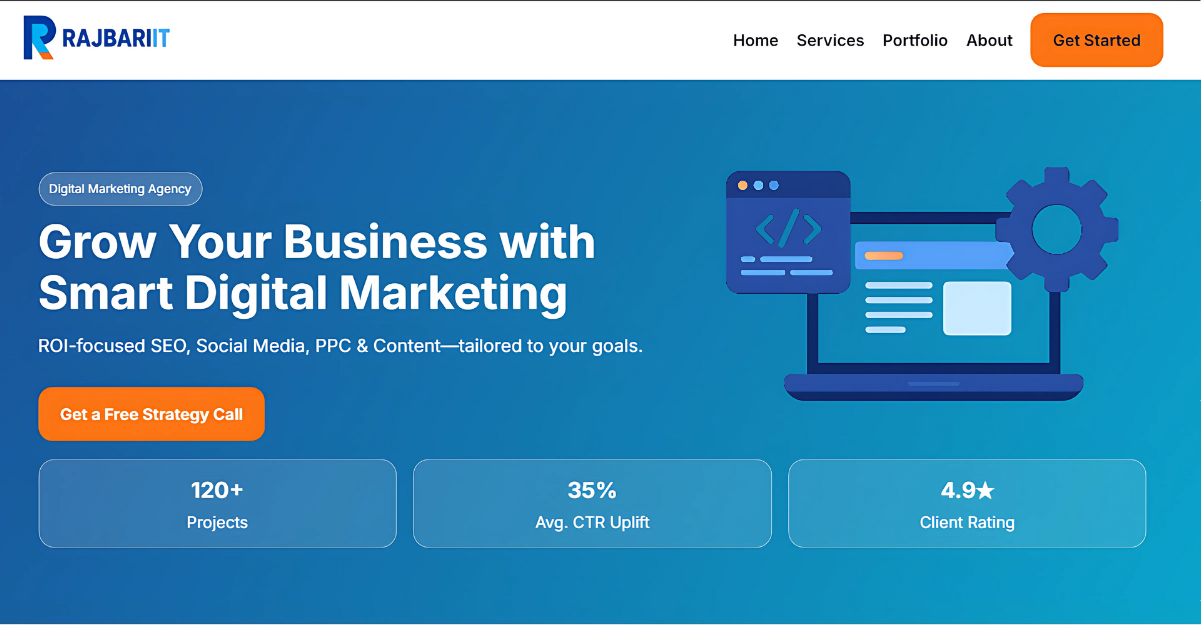 RAJBARIIT
Home Services Portfolio About Get Started
Digital Marketing Agency
Grow Your Business with
Smart Digital Marketing
ROI-focused SEO, Social Media, PPC & Content—tailored to your goals.
Get a Free Strategy Call
120+
Projects
35%
Avg. CTR Uplift
4.9★
Client Rating